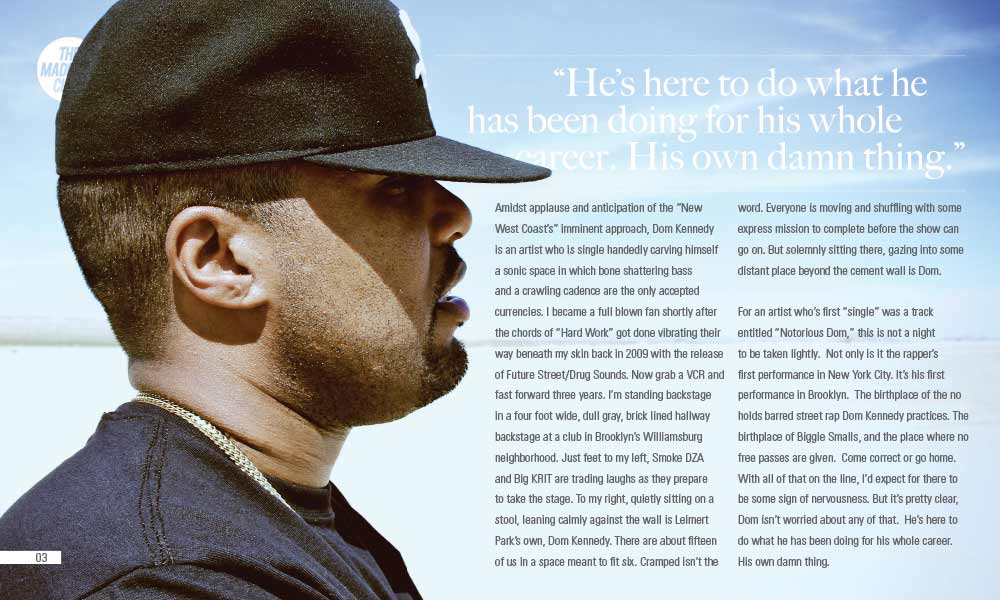 THE
MAD
C
“He’s here to do what he
has been doing for his whole
career. His own damn thing.”
Amidst applause and anticipation of the “New
West Coast’s” imminent approach, Dom Kennedy
is an artist who is single handedly carving himself
a sonic space in which bone shattering bass
and a crawling cadence are the only accepted
currencies. I became a full blown fan shortly after
the chords of “Hard Work” got done vibrating their
way beneath my skin back in 2009 with the release
of Future Street/Drug Sounds. Now grab a VCR and
fast forward three years. I’m standing backstage
in a four foot wide, dull gray, brick lined hallway
backstage at a club in Brooklyn’s Williamsburg
neighborhood. Just feet to my left, Smoke DZA
and Big KRIT are trading laughs as they prepare
to take the stage. To my right, quietly sitting on a
stool, leaning calmly against the wall is Leimert
Park’s own, Dom Kennedy. There are about fifteen
of us in a space meant to fit six. Cramped isn’t the
word. Everyone is moving and shuffling with some
express mission to complete before the show can
go on. But solemnly sitting there, gazing into some
distant place beyond the cement wall is Dom.
For an artist who’s first “single” was a track
entitled “Notorious Dom,” this is not a night
to be taken lightly. Not only is it the rapper’s
first performance in New York City. It’s his first
performance in Brooklyn. The birthplace of the no
holds barred street rap Dom Kennedy practices. The
birthplace of Biggie Smalls, and the place where no
free passes are given. Come correct or go home.
With all of that on the line, I’d expect for there to
be some sign of nervousness. But it’s pretty clear,
Dom isn’t worried about any of that. He’s here to
do what he has been doing for his whole career.
His own damn thing.
03